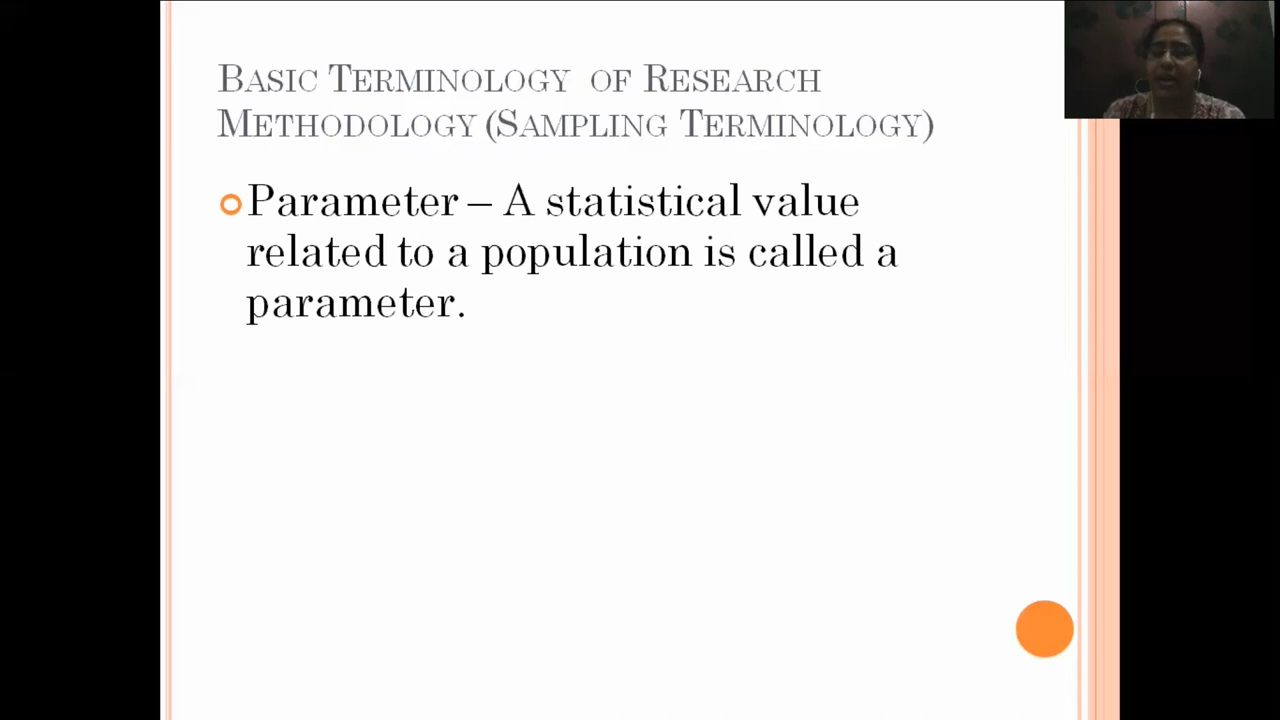 Basic Terminology of Research
Methodology (Sampling Terminology)
Parameter – A statistical value
related to a population is called a
parameter.